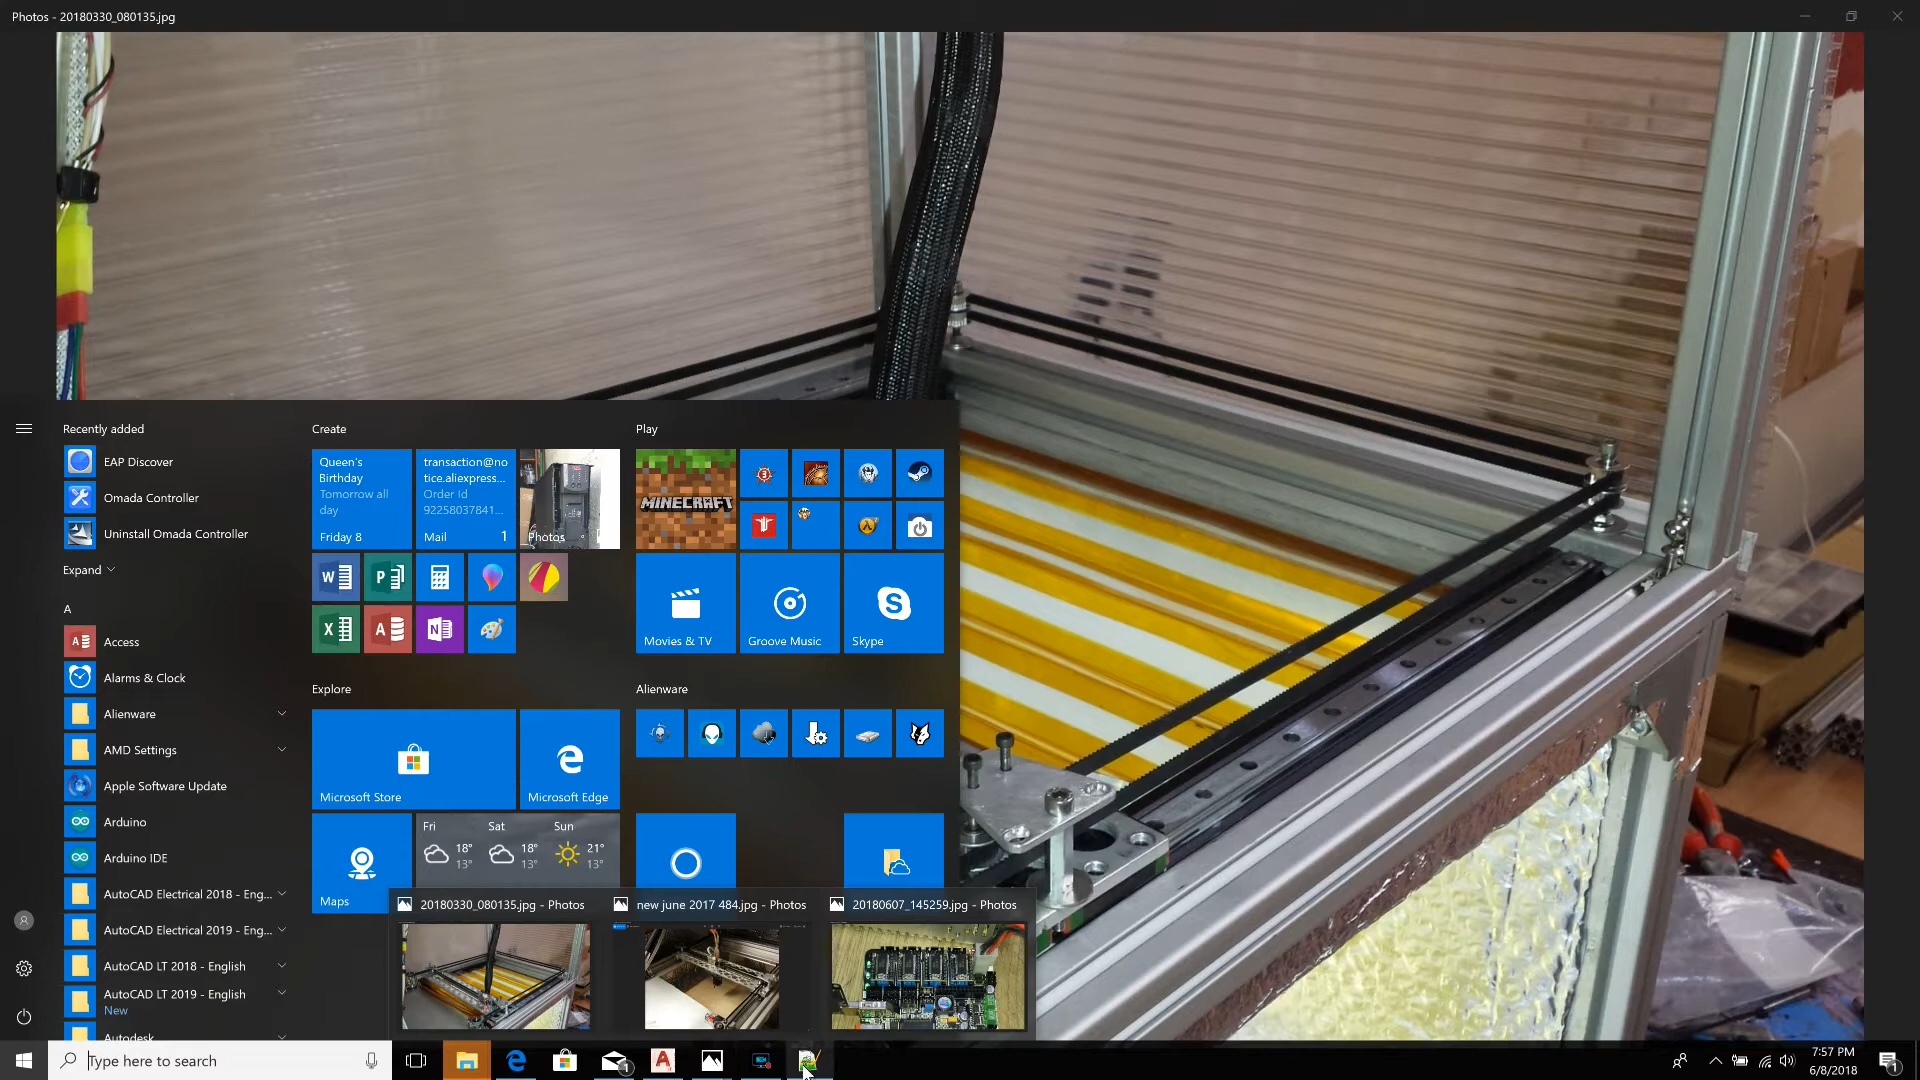 Photos - 20180330_080135.jpg
Recently added
EAP Discover
Omada Controller
Uninstall Omada Controller
Expand
A
Access
Alarms & Clock
Alienware
AMD Settings
Apple Software Update
Arduino
Arduino IDE
AutoCAD Electrical 2018 - Eng...
AutoCAD Electrical 2019 - Eng...
AutoCAD LT 2018 - English
AutoCAD LT 2019 - English
New
Autodesk
Create
Queen's
Birthday
Tomorrow all
day
Friday 8
transaction@no
tice.aliexpress...
Order Id
92258037841...
Mail 1
Photos
Play
MINECRAFT
Movies & TV
Groove Music
Skype
Explore
Microsoft Store
Microsoft Edge
Maps
Fri Sat Sun
18° 18° 21°
13° 13° 13°
Alienware
20180330_080135.jpg - Photos
new june 2017 484.jpg - Photos
20180607_145259.jpg - Photos
Type here to search
1
7:57 PM
6/8/2018
1